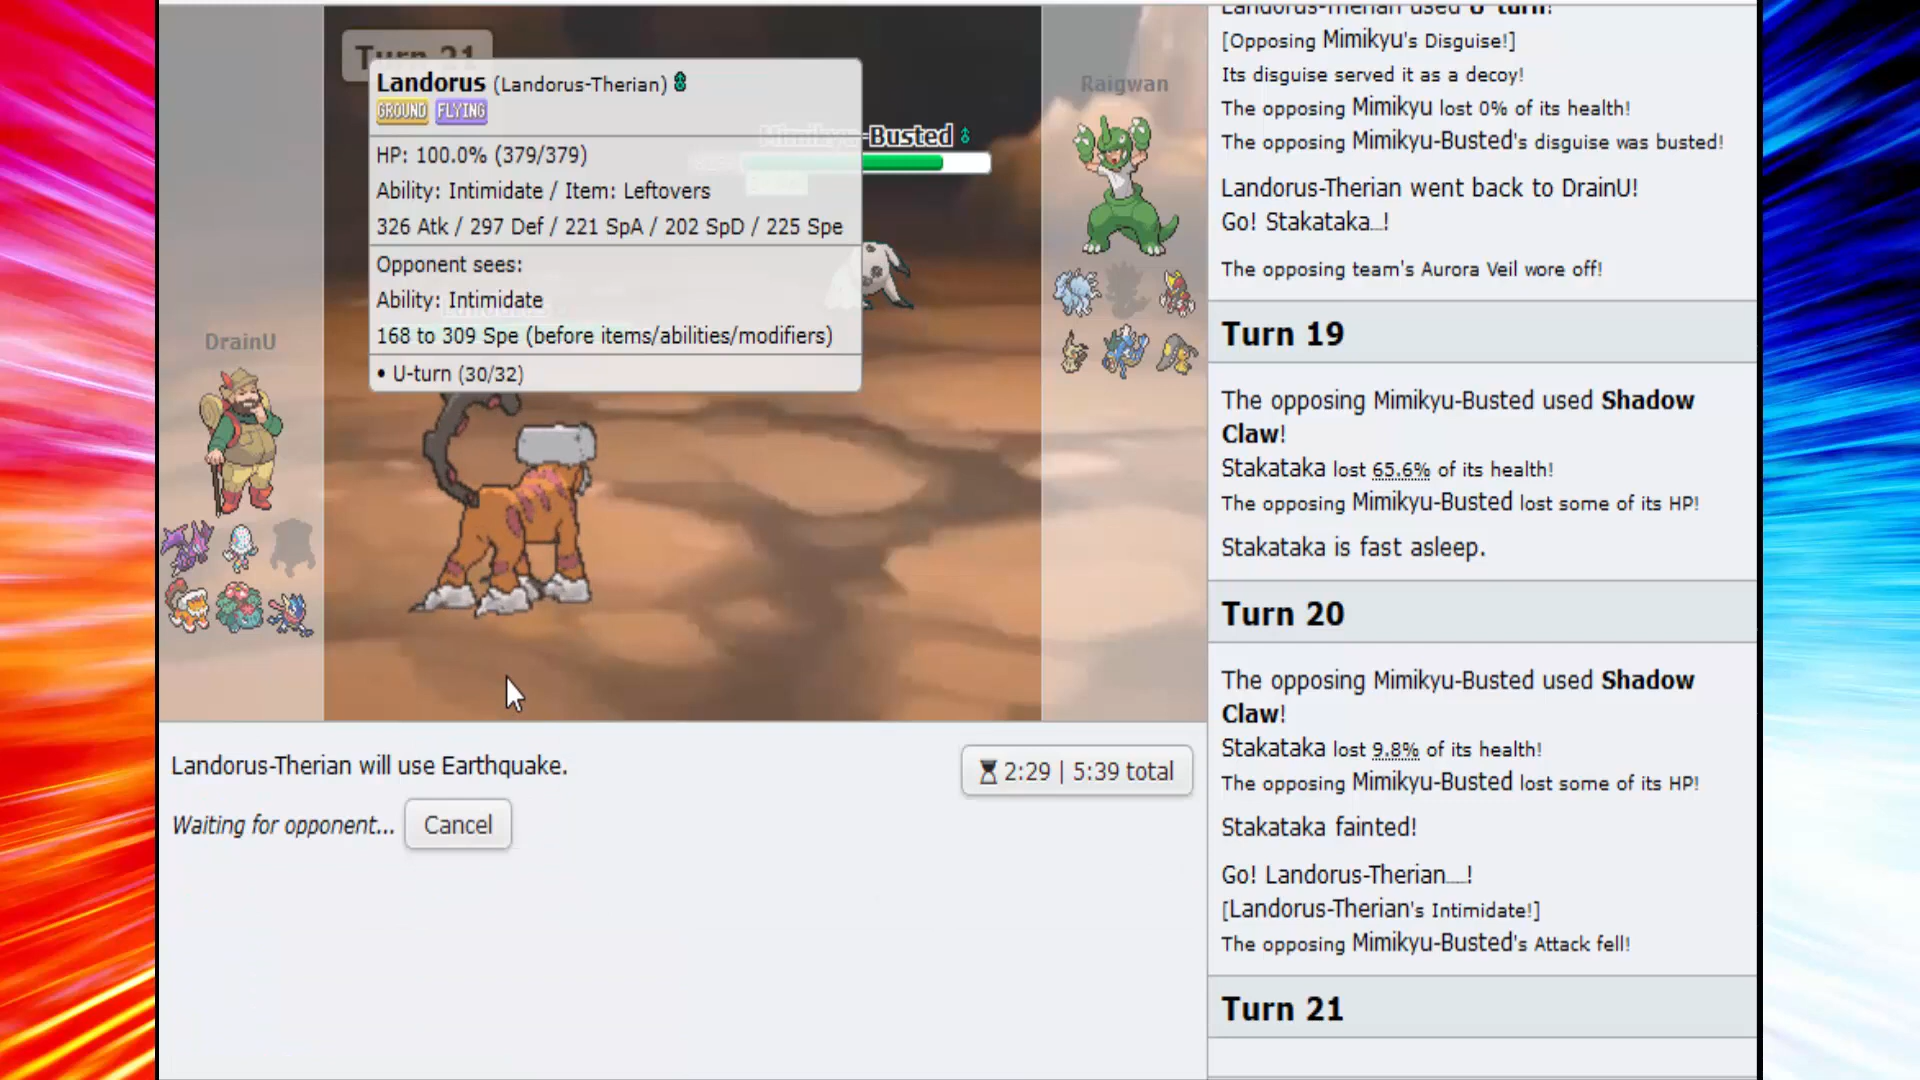 Turn 21
Landorus (Landorus-Therian)
GROUND FLYING
HP: 100.0% (379/379)
Ability: Intimidate / Item: Leftovers
326 Atk / 297 Def / 221 SpA / 202 SpD / 225 Spe
Opponent sees:
Ability: Intimidate
168 to 309 Spe (before items/abilities/modifiers)
• U-turn (30/32)
Mimikyu-Busted
Raigwan
DrainU
Landorus-Therian will use Earthquake.
Waiting for opponent... Cancel
2:29 | 5:39 total
Landorus-Therian used U-turn!
[Opposing Mimikyu's Disguise!]
Its disguise served it as a decoy!
The opposing Mimikyu lost 0% of its health!
The opposing Mimikyu-Busted's disguise was busted!
Landorus-Therian went back to DrainU!
Go! Stakataka...!
The opposing team's Aurora Veil wore off!
Turn 19
The opposing Mimikyu-Busted used Shadow
Claw!
Stakataka lost 65.6% of its health!
The opposing Mimikyu-Busted lost some of its HP!
Stakataka is fast asleep.
Turn 20
The opposing Mimikyu-Busted used Shadow
Claw!
Stakataka lost 9.8% of its health!
The opposing Mimikyu-Busted lost some of its HP!
Stakataka fainted!
Go! Landorus-Therian.....!
[Landorus-Therian's Intimidate!]
The opposing Mimikyu-Busted's Attack fell!
Turn 21